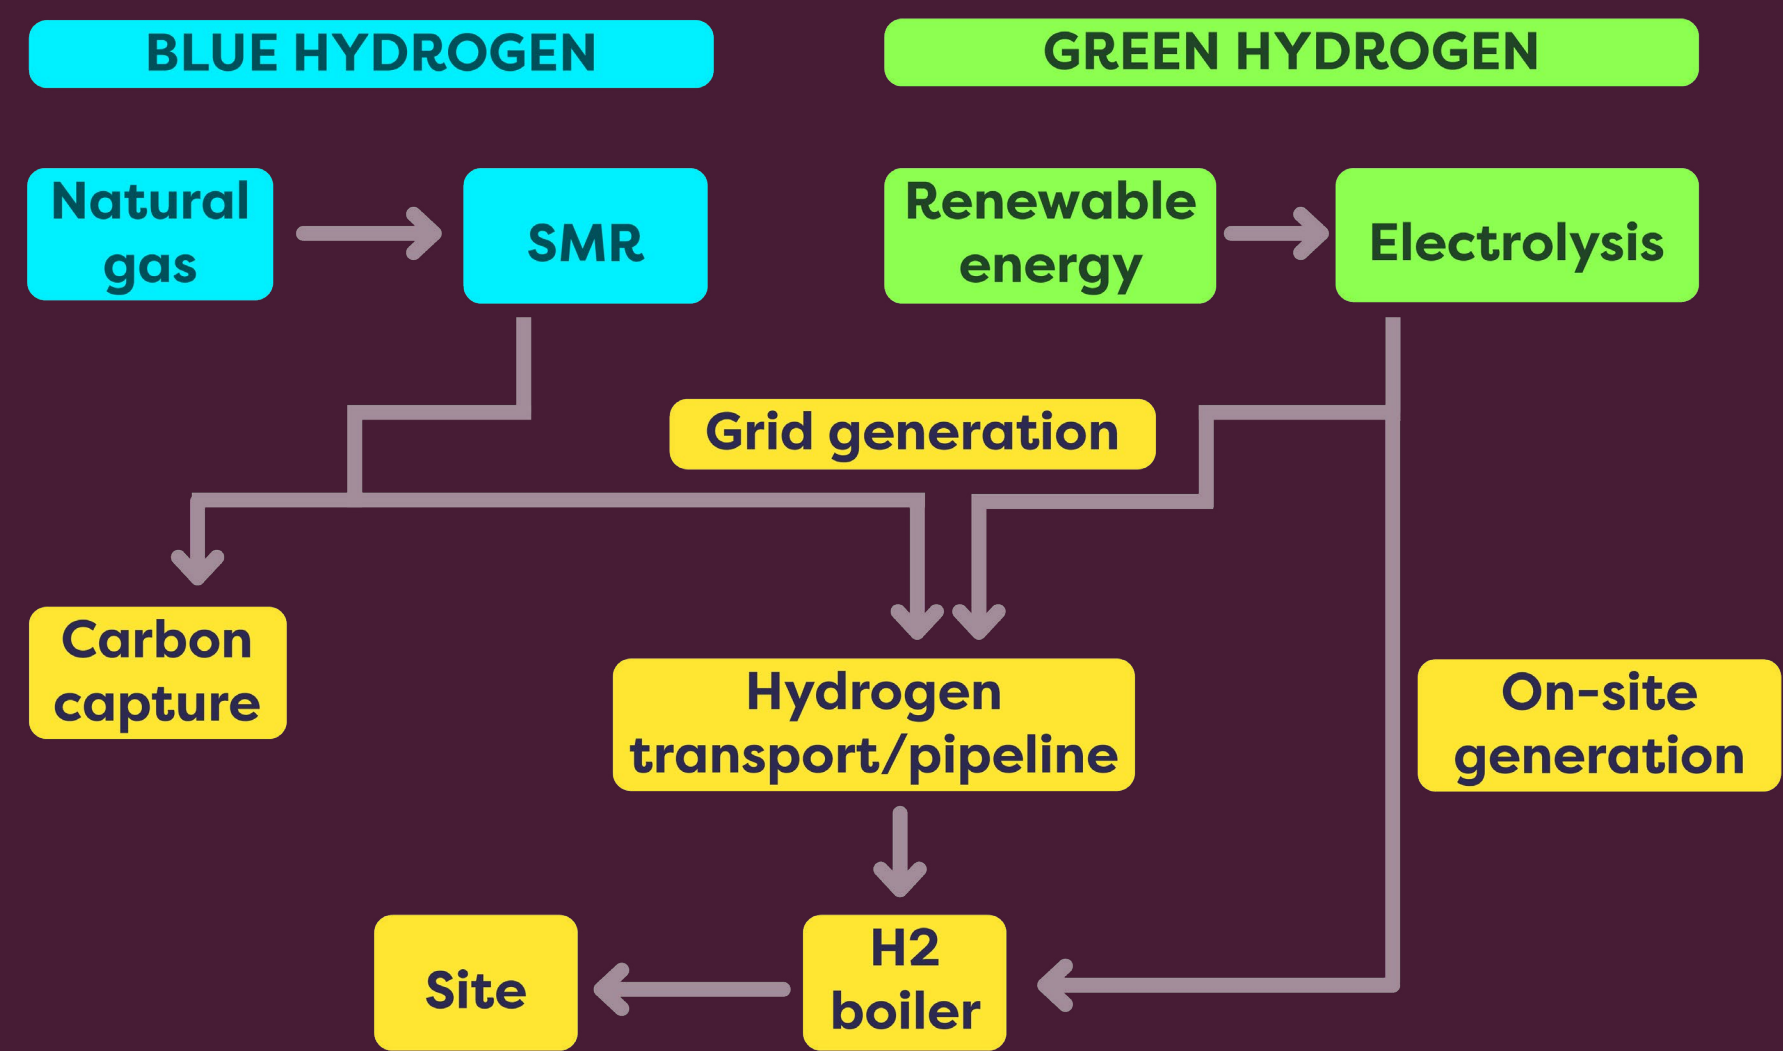 BLUE HYDROGEN
GREEN HYDROGEN
Natural
gas
SMR
Renewable
energy
Electrolysis
Grid generation
Carbon
capture
Hydrogen
transport/pipeline
On-site
generation
Site
H2
boiler